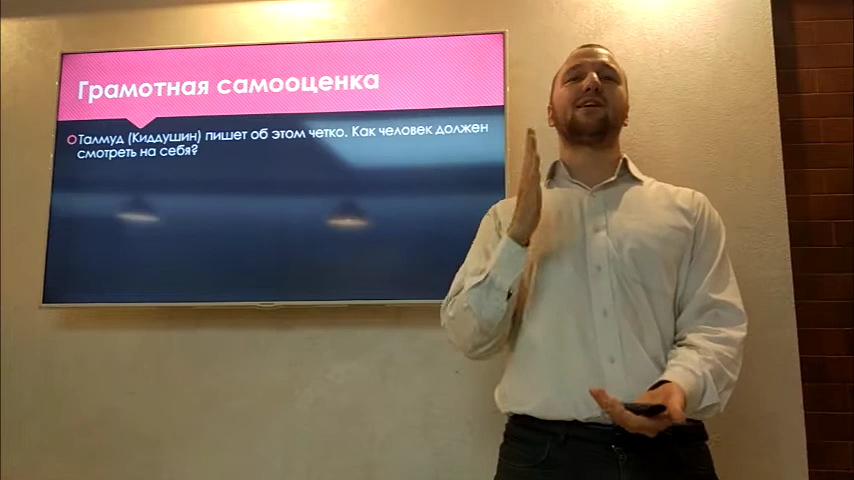 Грамотная самооценка
Талмуд (Киддушин) пишет об этом четко. Как человек должен
смотреть на себя?